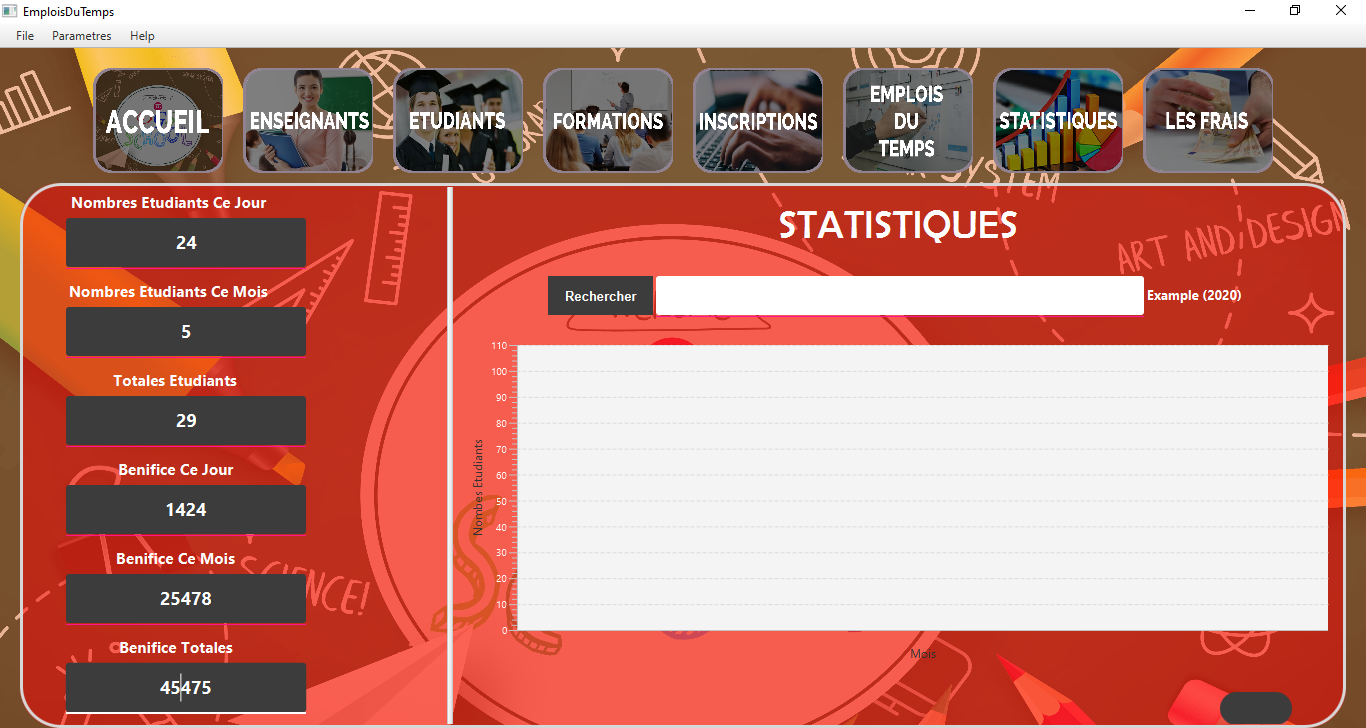 EmploisDuTemps
File Parametres Help
ACCUEIL
ENSEIGNANTS
ETUDIANTS
FORMATIONS
INSCRIPTIONS
EMPLOIS
DU
TEMPS
STATISTIQUES
LES FRAIS
SYSTEM
ART AND DESIGN
Nombres Etudiants Ce Jour
24
Nombres Etudiants Ce Mois
5
Totales Etudiants
29
Benifice Ce Jour
1424
Benifice Ce Mois
25478
SCIENCE!
Benifice Totales
45475
STATISTIQUES
Rechercher
Example (2020)
110
100
90
80
70
60
50
40
30
20
10
0
Nombes Etudiants
Mois